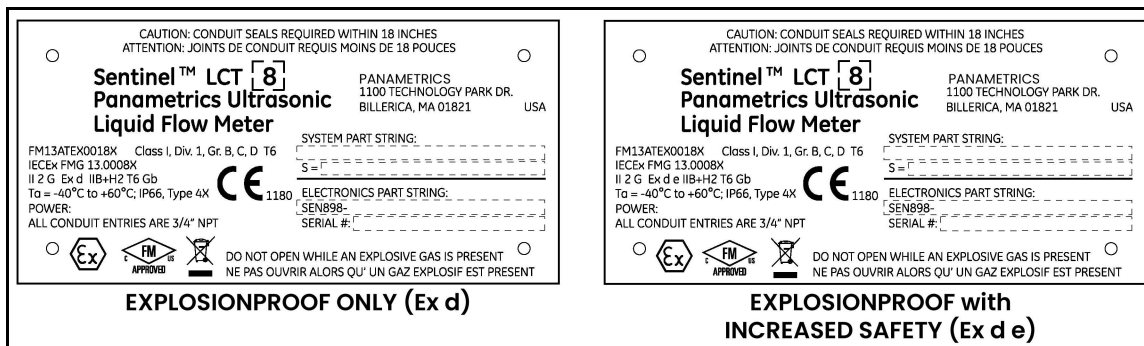 CAUTION: CONDUIT SEALS REQUIRED WITHIN 18 INCHES
ATTENTION: JOINTS DE CONDUIT REQUIS MOINS DE 18 POUCES
Sentinel™ LCT 8
Panametrics Ultrasonic
Liquid Flow Meter
PANAMETRICS
1100 TECHNOLOGY PARK DR.
BILLERICA, MA 01821 USA
FM13ATEX0018X Class I, Div. 1, Gr. B, C, D T6
IECEx FMG 13.0008X
II 2 G Ex d IIB+H2 T6 Gb
Ta = -40°C to +60°C; IP66, Type 4X
POWER:
ALL CONDUIT ENTRIES ARE 3/4" NPT
CE 1180
SYSTEM PART STRING:
S =
ELECTRONICS PART STRING:
SEN898-
SERIAL #:
Ex
C FM US
APPROVED
DO NOT OPEN WHILE AN EXPLOSIVE GAS IS PRESENT
NE PAS OUVRIR ALORS QU' UN GAZ EXPLOSIF EST PRESENT
EXPLOSIONPROOF ONLY (Ex d)
CAUTION: CONDUIT SEALS REQUIRED WITHIN 18 INCHES
ATTENTION: JOINTS DE CONDUIT REQUIS MOINS DE 18 POUCES
Sentinel™ LCT 8
Panametrics Ultrasonic
Liquid Flow Meter
PANAMETRICS
1100 TECHNOLOGY PARK DR.
BILLERICA, MA 01821 USA
FM13ATEX0018X Class I, Div. 1, Gr. B, C, D T6
IECEx FMG 13.0008X
II 2 G Ex d e IIB+H2 T6 Gb
Ta = -40°C to +60°C; IP66, Type 4X
POWER:
ALL CONDUIT ENTRIES ARE 3/4" NPT
CE 1180
SYSTEM PART STRING:
S =
ELECTRONICS PART STRING:
SEN898-
SERIAL #:
Ex
C FM US
APPROVED
DO NOT OPEN WHILE AN EXPLOSIVE GAS IS PRESENT
NE PAS OUVRIR ALORS QU' UN GAZ EXPLOSIF EST PRESENT
EXPLOSIONPROOF with
INCREASED SAFETY (Ex d e)